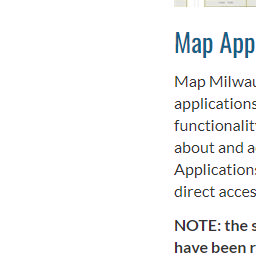 Map App
Map Milwau
applications
functionalit
about and a
Applications
direct acces
NOTE: the s
have been r